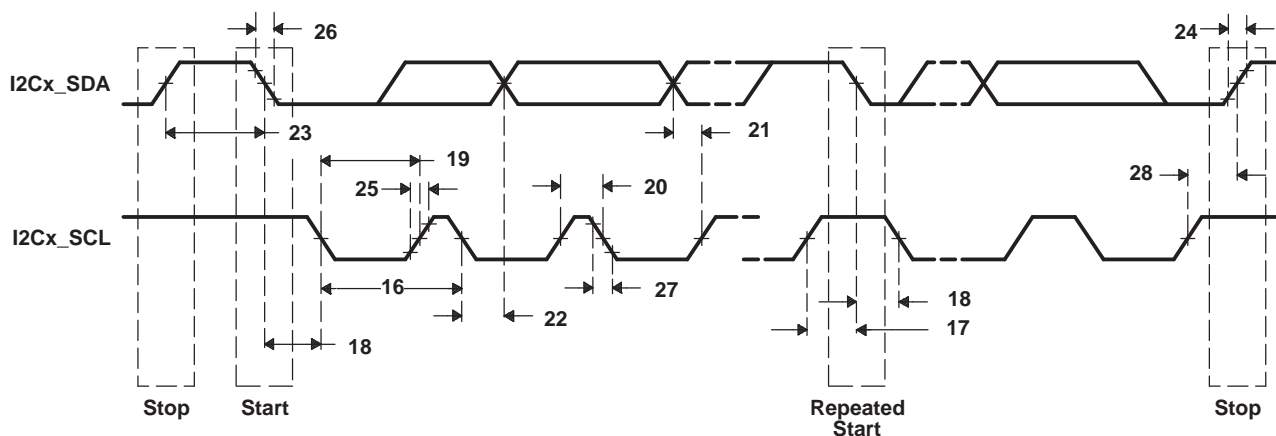 26
24
I2Cx_SDA
23
21
19
25
20
28
I2Cx_SCL
16
27
18
22
17
18
Stop
Start
Repeated
Start
Stop